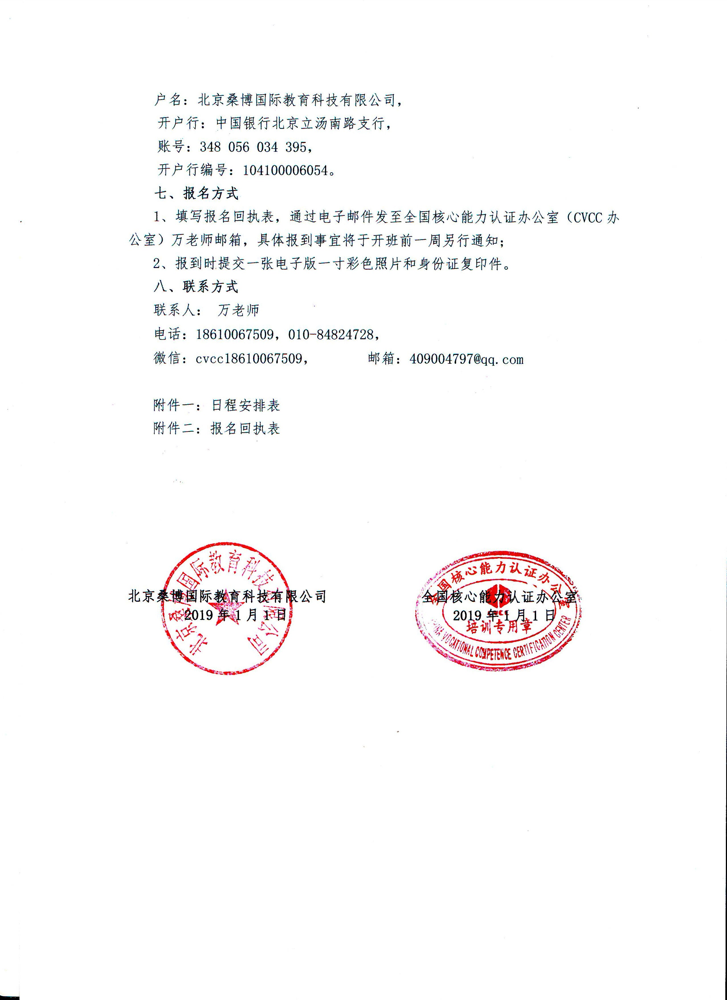 户名：北京桑博国际教育科技有限公司，
开户行：中国银行北京立汤南路支行，
账号：348 056 034 395，
开户行编号：104100006054。
七、报名方式
1、填写报名回执表，通过电子邮件发至全国核心能力认证办公室（CVCC 办
公室）万老师邮箱，具体报到事宜将于开班前一周另行通知；
2、报到时提交一张电子版一寸彩色照片和身份证复印件。
八、联系方式
联系人： 万老师
电话：18610067509，010-84824728，
微信：cvcc18610067509， 邮箱：409004797@qq.com
附件一：日程安排表
附件二：报名回执表
北京桑博国际教育科技有限公司
2019 年 1 月 1 日
北京桑博国际教育科技有限公司
全国核心能力认证办公室
2019 年 1 月 1 日
全国核心能力认证办公室
CVCC
培训专用章
CHINA VOCATIONAL COMPETENCE CERTIFICATION CENTER